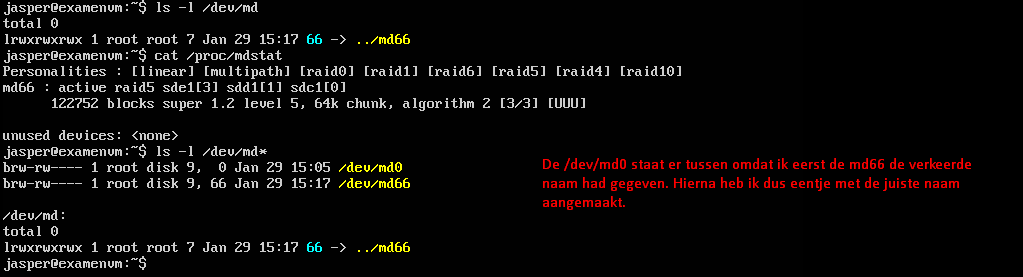 jasper@examenvm:~$ ls -l /dev/md
total 0
lrwxrwxrwx 1 root root 7 Jan 29 15:17 66 -> ../md66
jasper@examenvm:~$ cat /proc/mdstat
Personalities : [linear] [multipath] [raid0] [raid1] [raid6] [raid5] [raid4] [raid10]
md66 : active raid5 sde1[3] sdd1[1] sdc1[0]
      122752 blocks super 1.2 level 5, 64k chunk, algorithm 2 [3/3] [UUU]

unused devices: <none>
jasper@examenvm:~$ ls -l /dev/md*
brw-rw---- 1 root disk 9,  0 Jan 29 15:05 /dev/md0
brw-rw---- 1 root disk 9, 66 Jan 29 15:17 /dev/md66

/dev/md:
total 0
lrwxrwxrwx 1 root root 7 Jan 29 15:17 66 -> ../md66
jasper@examenvm:~$
De /dev/md0 staat er tussen omdat ik eerst de md66 de verkeerde
naam had gegeven. Hierna heb ik dus eentje met de juiste naam
aangemaakt.